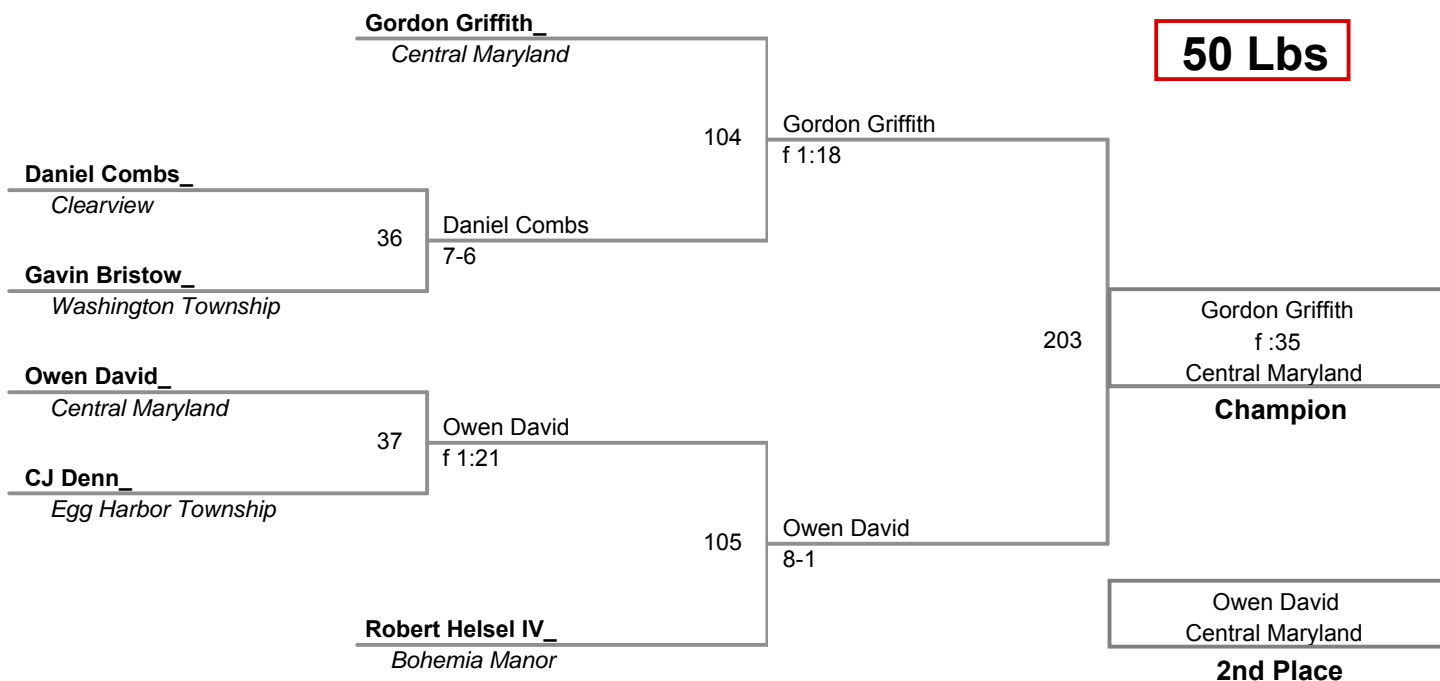 Gordon Griffith_
Central Maryland
50 Lbs
104
Gordon Griffith
f 1:18
Daniel Combs_
Clearview
36
Daniel Combs
7-6
Gavin Bristow_
Washington Township
203
Gordon Griffith
f :35
Central Maryland
Champion
Owen David_
Central Maryland
37
Owen David
f 1:21
CJ Denn_
Egg Harbor Township
105
Owen David
8-1
Robert Helsel IV_
Bohemia Manor
Owen David
Central Maryland
2nd Place